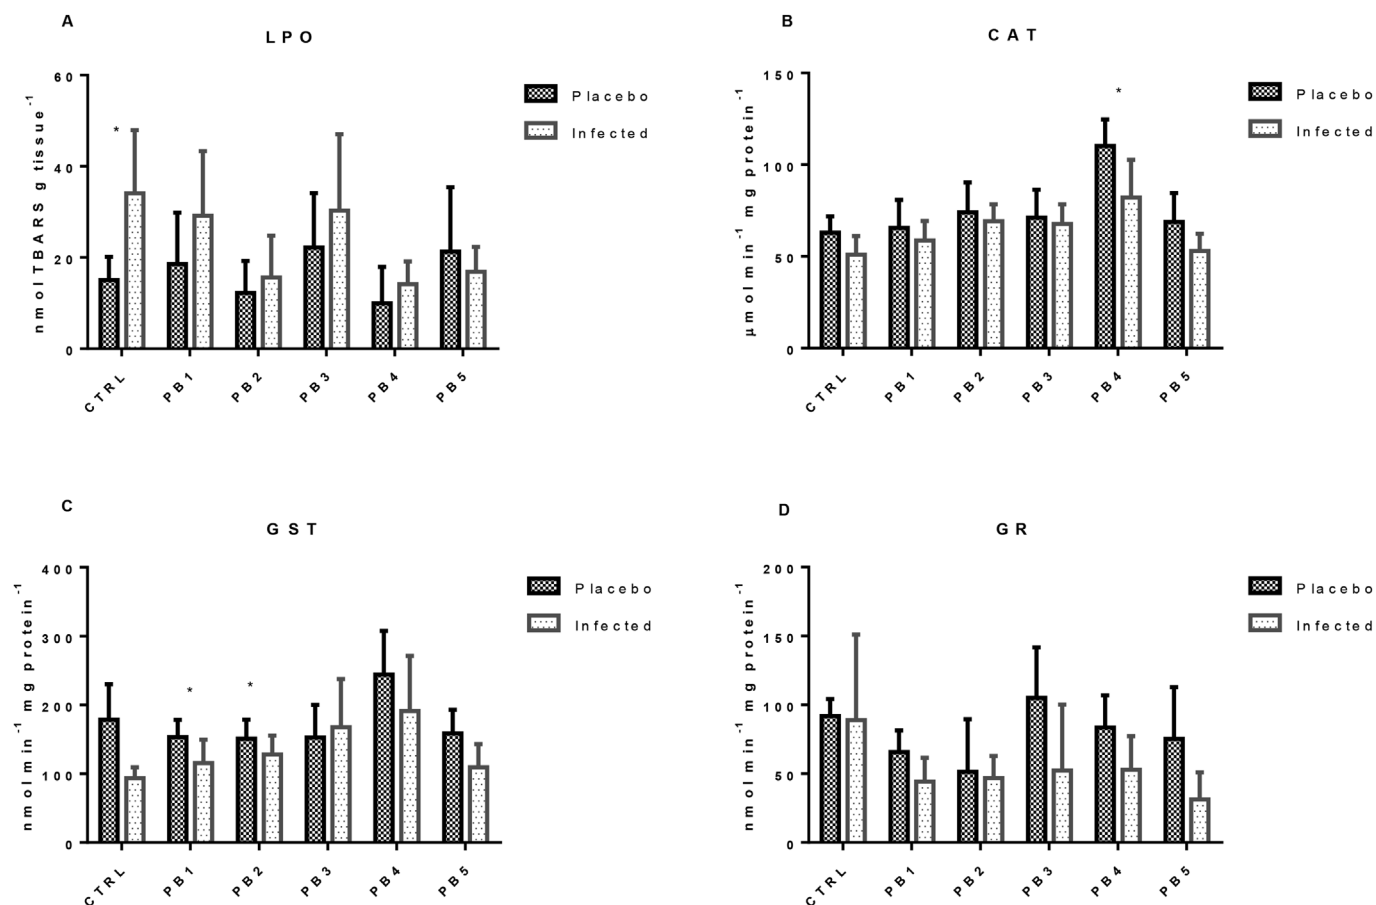 A
LPO
nmol TBARS g tissue⁻¹
60
40
20
0
*
CTRL
PB1
PB2
PB3
PB4
PB5
Placebo
Infected
B
CAT
µmol min⁻¹ mg protein⁻¹
150
100
50
0
*
CTRL
PB1
PB2
PB3
PB4
PB5
Placebo
Infected
C
GST
nmol min⁻¹ mg protein⁻¹
400
300
200
100
0
*
*
CTRL
PB1
PB2
PB3
PB4
PB5
Placebo
Infected
D
GR
nmol min⁻¹ mg protein⁻¹
200
150
100
50
0
CTRL
PB1
PB2
PB3
PB4
PB5
Placebo
Infected